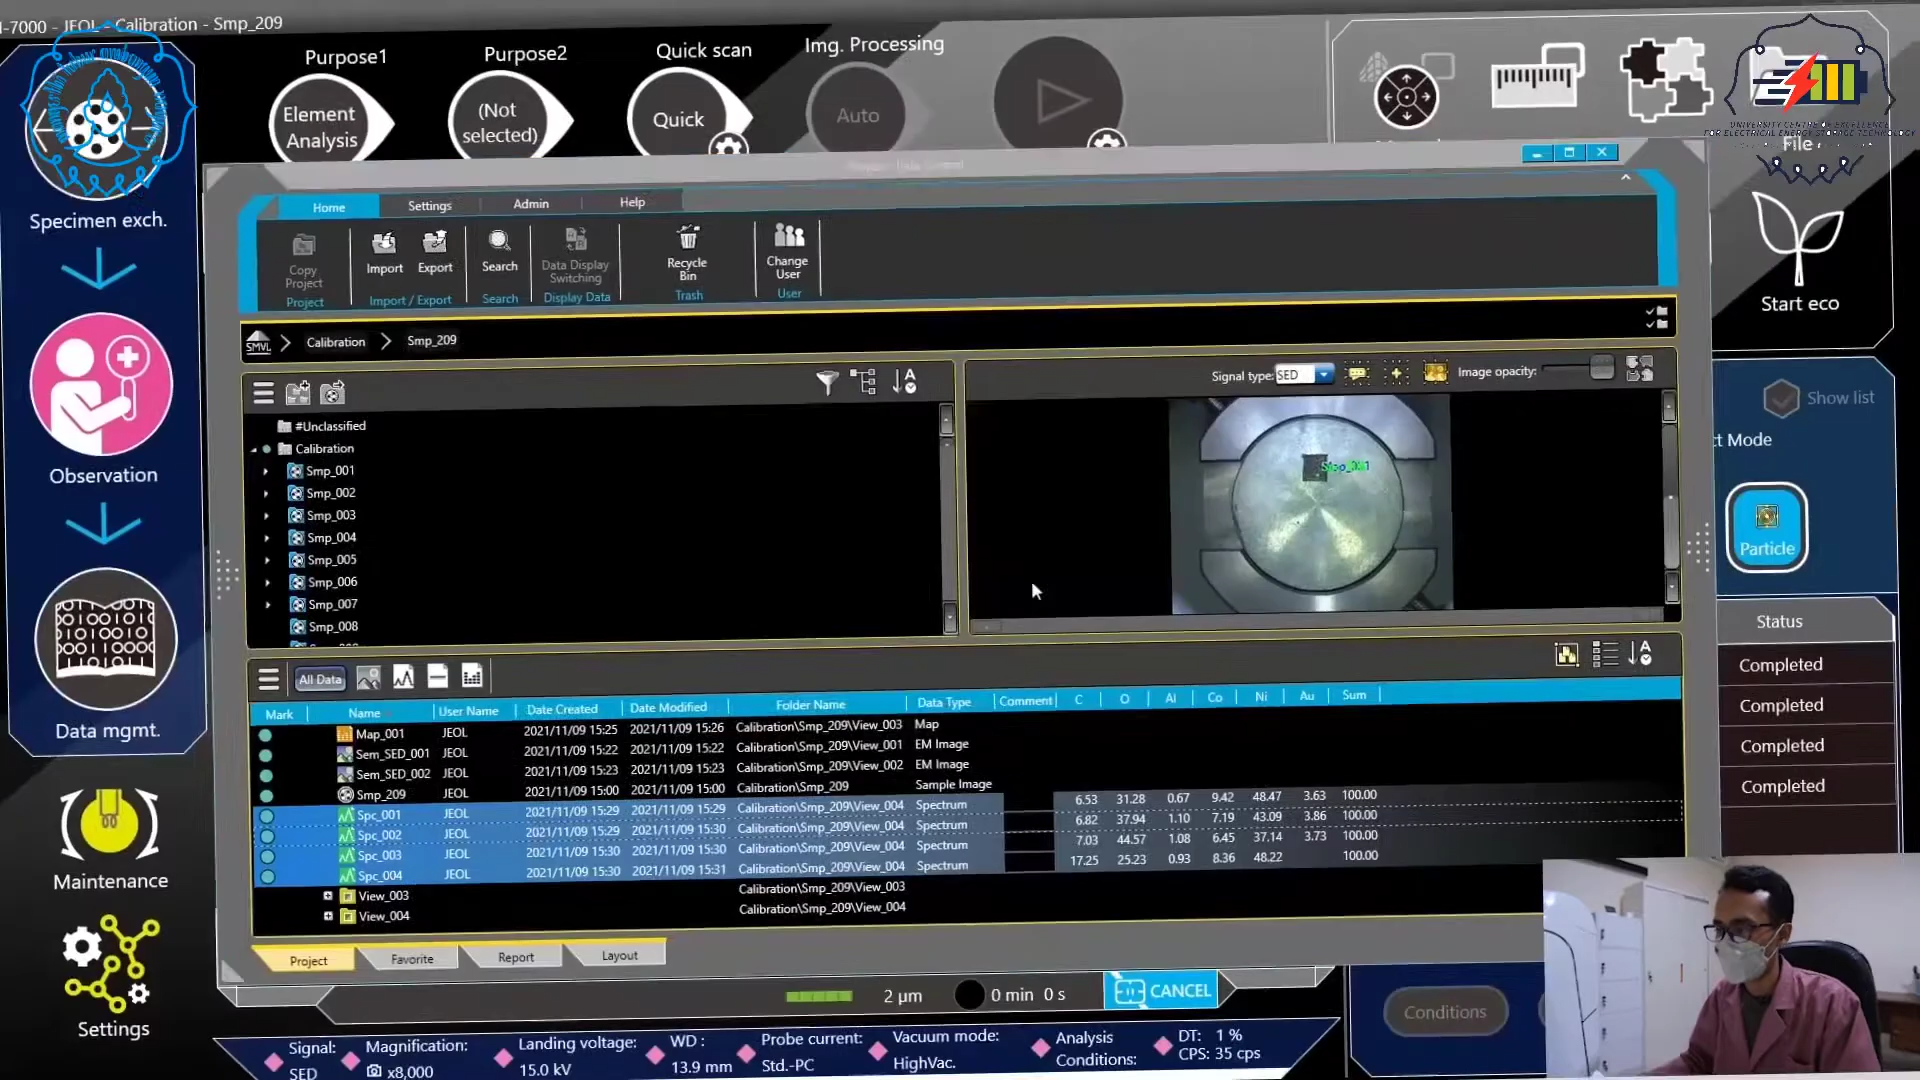 I-7000 - JEOL - Calibration - Smp_209
Purpose1
Purpose2
Quick scan
Img. Processing
Element
Analysis
(Not
selected)
Quick
Auto
UNIVERSITY CENTRE OF EXCELLENCE
FOR ELECTRICAL ENERGY STORAGE TECHNOLOGY
File
Specimen exch.
Observation
Data mgmt.
Maintenance
Settings
Start eco
Home
Settings
Admin
Help
Copy
Project
Import
Export
Search
Data Display
Switching
Recycle
Bin
Change
User
Project
Import / Export
Search
Display Data
Trash
User
SMVL
Calibration
Smp_209
Signal type:
SED
Image opacity:
Show list
ct Mode
Particle
#Unclassified
Calibration
Smp_001
Smp_002
Smp_003
Smp_004
Smp_005
Smp_006
Smp_007
Smp_008
All Data
Mark Name User Name Date Created Date Modified Folder Name Data Type Comment C O Al Co Ni Au Sum
Map_001 JEOL 2021/11/09 15:25 2021/11/09 15:26 Calibration\Smp_209\View_003 Map
Sem_SED_001 JEOL 2021/11/09 15:22 2021/11/09 15:22 Calibration\Smp_209\View_001 EM Image
Sem_SED_002 JEOL 2021/11/09 15:23 2021/11/09 15:23 Calibration\Smp_209\View_002 EM Image
Smp_209 JEOL 2021/11/09 15:00 2021/11/09 15:00 Calibration\Smp_209 Sample Image
Spc_001 JEOL 2021/11/09 15:29 2021/11/09 15:29 Calibration\Smp_209\View_004 Spectrum 6.53 31.28 0.67 9.42 48.47 3.63 100.00
Spc_002 JEOL 2021/11/09 15:29 2021/11/09 15:30 Calibration\Smp_209\View_004 Spectrum 6.82 37.94 1.10 7.19 43.09 3.86 100.00
Spc_003 JEOL 2021/11/09 15:30 2021/11/09 15:30 Calibration\Smp_209\View_004 Spectrum 7.03 44.57 1.08 6.45 37.14 3.73 100.00
Spc_004 JEOL 2021/11/09 15:30 2021/11/09 15:31 Calibration\Smp_209\View_004 Spectrum 17.25 25.23 0.93 8.36 48.22 100.00
View_003 Calibration\Smp_209\View_003
View_004 Calibration\Smp_209\View_004
Status
Completed
Completed
Completed
Completed
Project
Favorite
Report
Layout
2 µm
0 min 0 s
CANCEL
Conditions
Signal:
SED
Magnification:
x8,000
Landing voltage:
15.0 kV
WD :
13.9 mm
Probe current:
Std.-PC
Vacuum mode:
HighVac.
Analysis
Conditions:
DT: 1 %
CPS: 35 cps